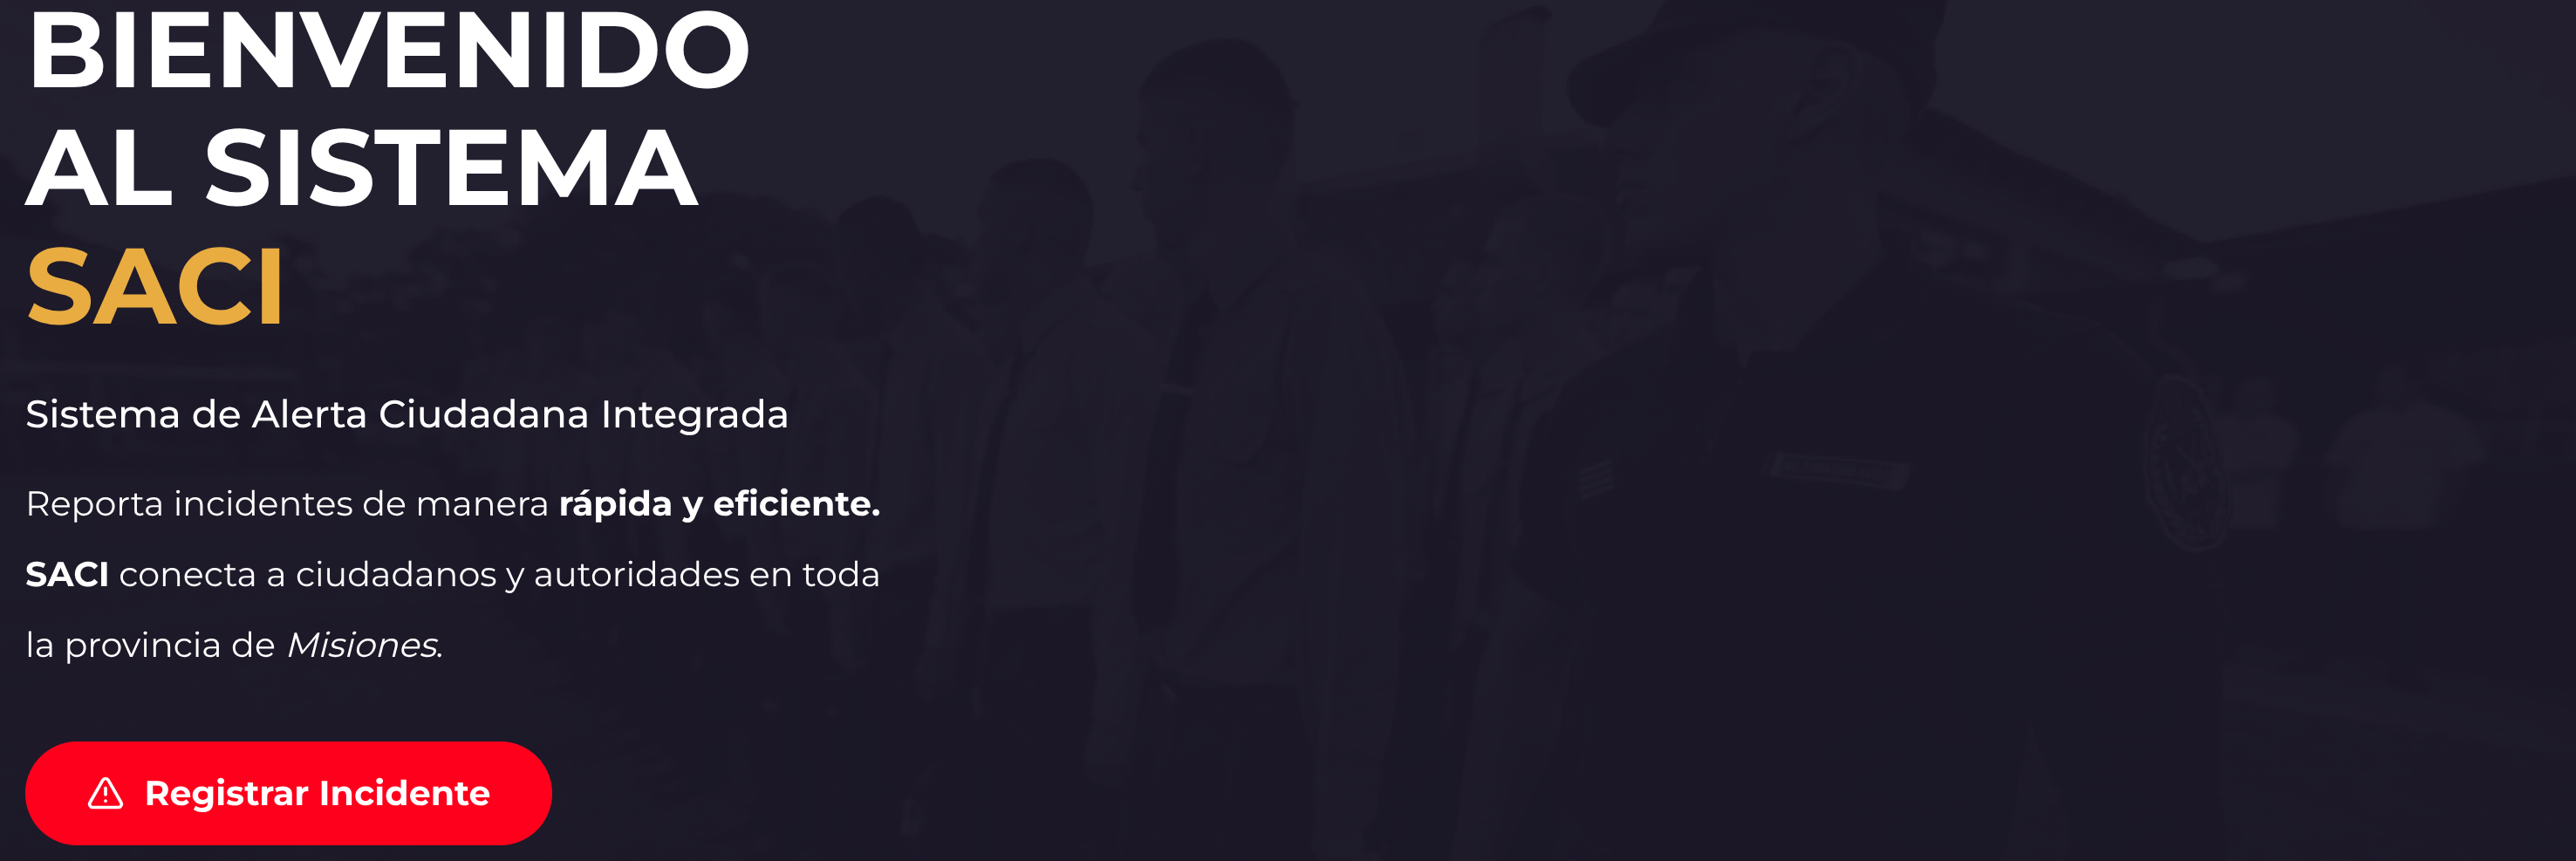 BIENVENIDO
AL SISTEMA
SACI
Sistema de Alerta Ciudadana Integrada
Reporta incidentes de manera rápida y eficiente.
SACI conecta a ciudadanos y autoridades en toda
la provincia de Misiones.
Registrar Incidente